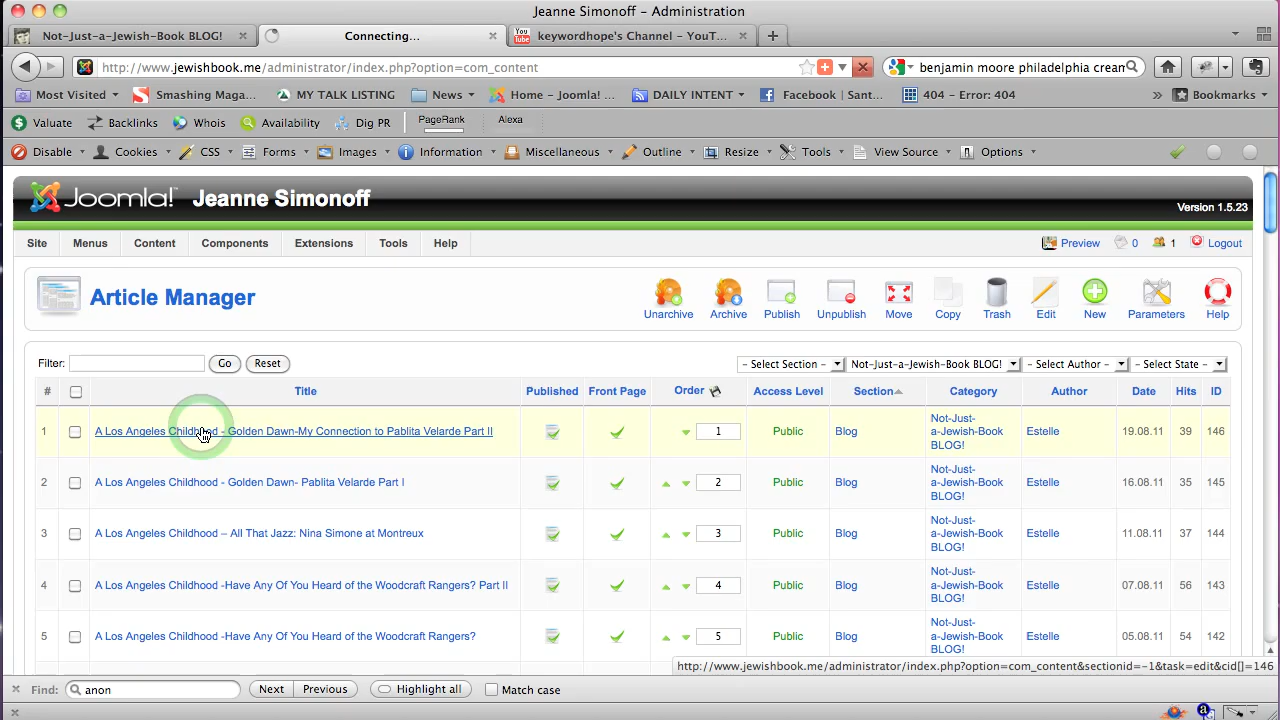 Jeanne Simonoff - Administration
Not-Just-a-Jewish-Book BLOG! Connecting... You Tube keywordhope's Channel - YouT...
http://www.jewishbook.me/administrator/index.php?option=com_content benjamin moore philadelphia cream
Most Visited Smashing Maga... MY TALK LISTING News Home - Joomla! ... DAILY INTENT Facebook | Sant... 404 - Error: 404 » Bookmarks
Valuate Backlinks Whois Availability Dig PR PageRank Alexa
Disable Cookies CSS Forms Images Information Miscellaneous Outline Resize Tools View Source Options
Joomla! Jeanne Simonoff Version 1.5.23
Site Menus Content Components Extensions Tools Help Preview 0 1 Logout
Article Manager Unarchive Archive Publish Unpublish Move Copy Trash Edit New Parameters Help
Filter: Go Reset - Select Section - Not-Just-a-Jewish-Book BLOG! - Select Author - - Select State -
# Title Published Front Page Order Access Level Section Category Author Date Hits ID
1 A Los Angeles Childhood - Golden Dawn-My Connection to Pablita Velarde Part II 1 Public Blog Not-Just-
a-Jewish-Book
BLOG! Estelle 19.08.11 39 146
2 A Los Angeles Childhood - Golden Dawn- Pablita Velarde Part I 2 Public Blog Not-Just-
a-Jewish-Book
BLOG! Estelle 16.08.11 35 145
3 A Los Angeles Childhood – All That Jazz: Nina Simone at Montreux 3 Public Blog Not-Just-
a-Jewish-Book
BLOG! Estelle 11.08.11 37 144
4 A Los Angeles Childhood -Have Any Of You Heard of the Woodcraft Rangers? Part II 4 Public Blog Not-Just-
a-Jewish-Book
BLOG! Estelle 07.08.11 56 143
5 A Los Angeles Childhood -Have Any Of You Heard of the Woodcraft Rangers? 5 Public Blog Not-Just-
a-Jewish-Book
BLOG! Estelle 05.08.11 54 142
http://www.jewishbook.me/administrator/index.php?option=com_content&sectionid=-1&task=edit&cid[]=146
Find: anon Next Previous Highlight all Match case